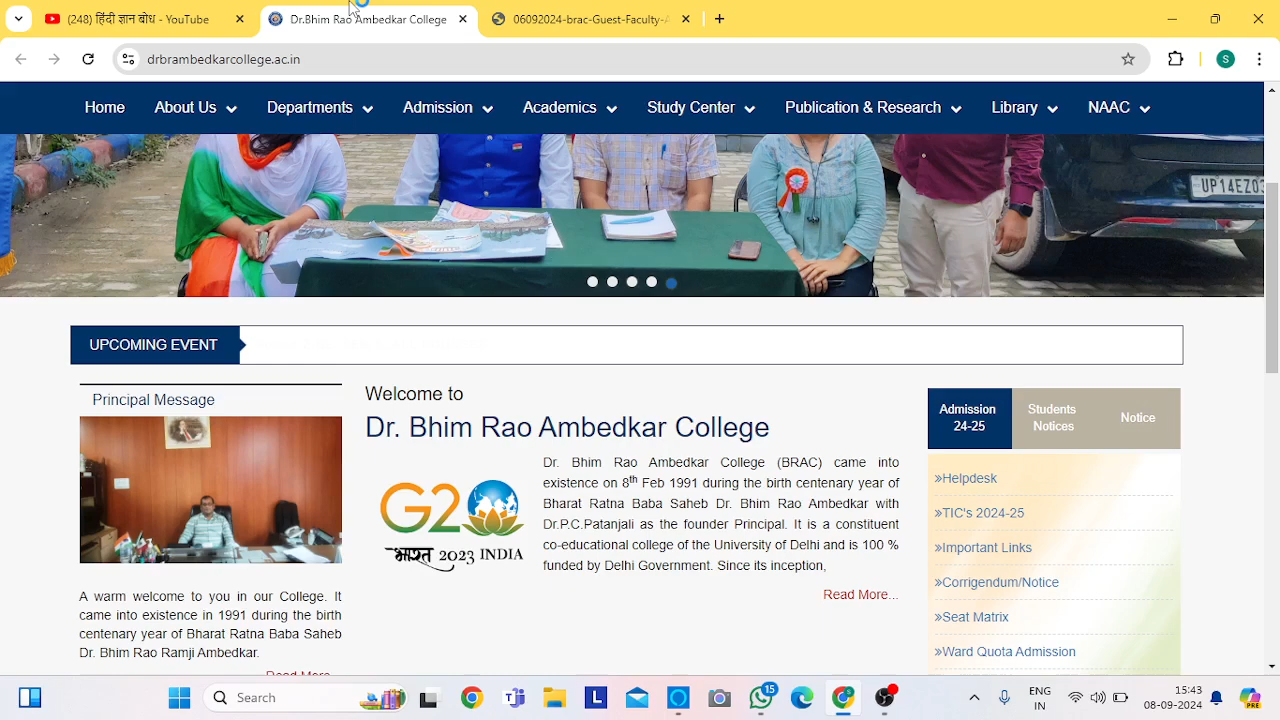 (248) हिंदी ज्ञान बोध - YouTube
Dr.Bhim Rao Ambedkar College
06092024-brac-Guest-Faculty-
drbrambedkarcollege.ac.in
S
Home About Us Departments Admission Academics Study Center Publication & Research Library NAAC
UP14EZ03
UPCOMING EVENT
Principal Message
A warm welcome to you in our College. It
came into existence in 1991 during the birth
centenary year of Bharat Ratna Baba Saheb
Dr. Bhim Rao Ramji Ambedkar.
Read More...
Welcome to
Dr. Bhim Rao Ambedkar College
G20
भारत 2023 INDIA
Dr. Bhim Rao Ambedkar College (BRAC) came into
existence on 8th Feb 1991 during the birth centenary year of
Bharat Ratna Baba Saheb Dr. Bhim Rao Ambedkar with
Dr.P.C.Patanjali as the founder Principal. It is a constituent
co-educational college of the University of Delhi and is 100 %
funded by Delhi Government. Since its inception,
Read More...
Admission
24-25
Students
Notices
Notice
»Helpdesk
»TIC's 2024-25
»Important Links
»Corrigendum/Notice
»Seat Matrix
»Ward Quota Admission
Search
L
15
S
ENG
IN
15:43
08-09-2024
PRE